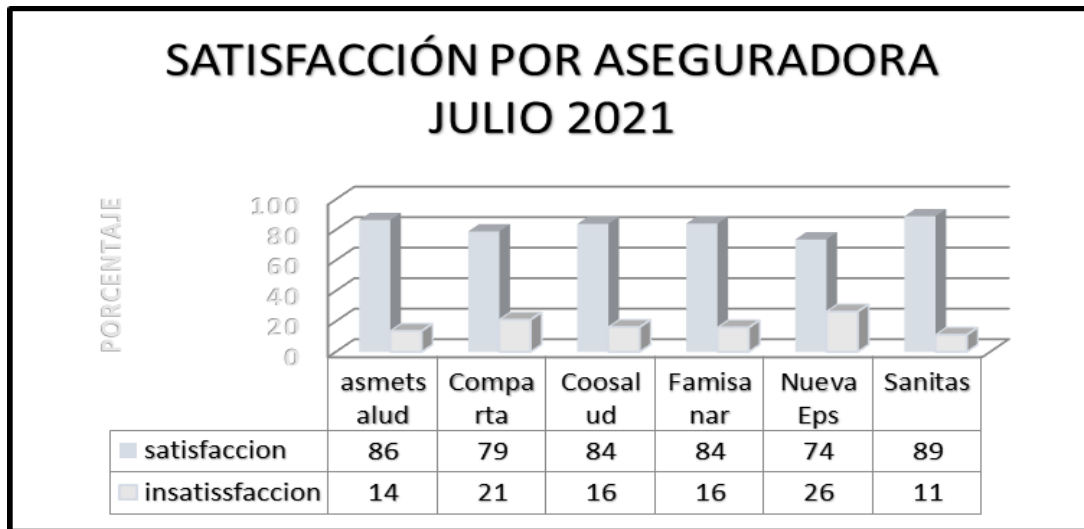 SATISFACCIÓN POR ASEGURADORA
JULIO 2021
PORCENTAJE
100
80
60
40
20
0
asmets Compa Coosal Famisa Nueva Sanitas
alud rta ud nar Eps
satisfaccion 86 79 84 84 74 89
insatissfaccion 14 21 16 16 26 11